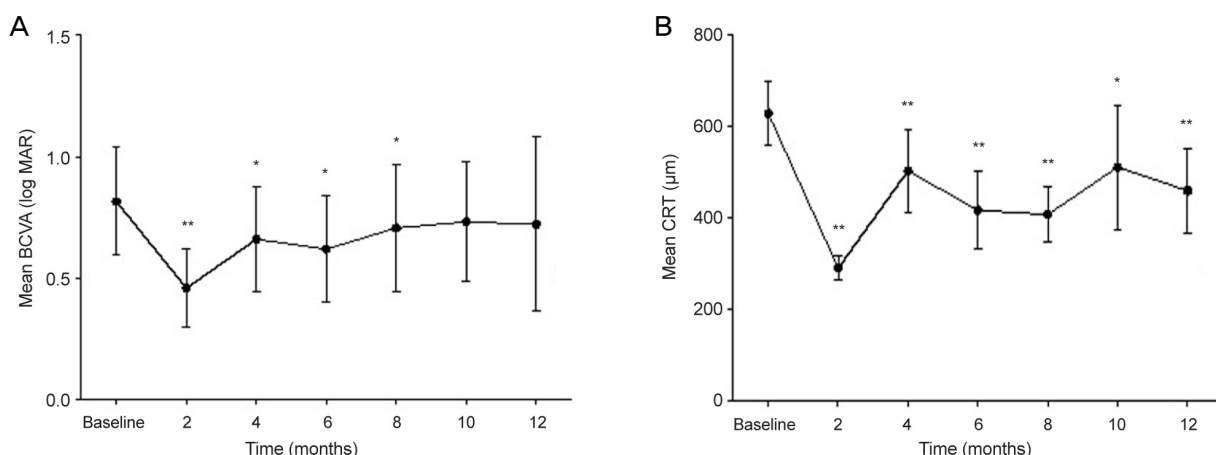 A
Mean BCVA (log MAR)
1.5
1.0
0.5
0.0
**
*
*
*
Baseline 2 4 6 8 10 12
Time (months)
B
Mean CRT (μm)
800
600
400
200
0
**
**
**
**
*
**
Baseline 2 4 6 8 10 12
Time (months)